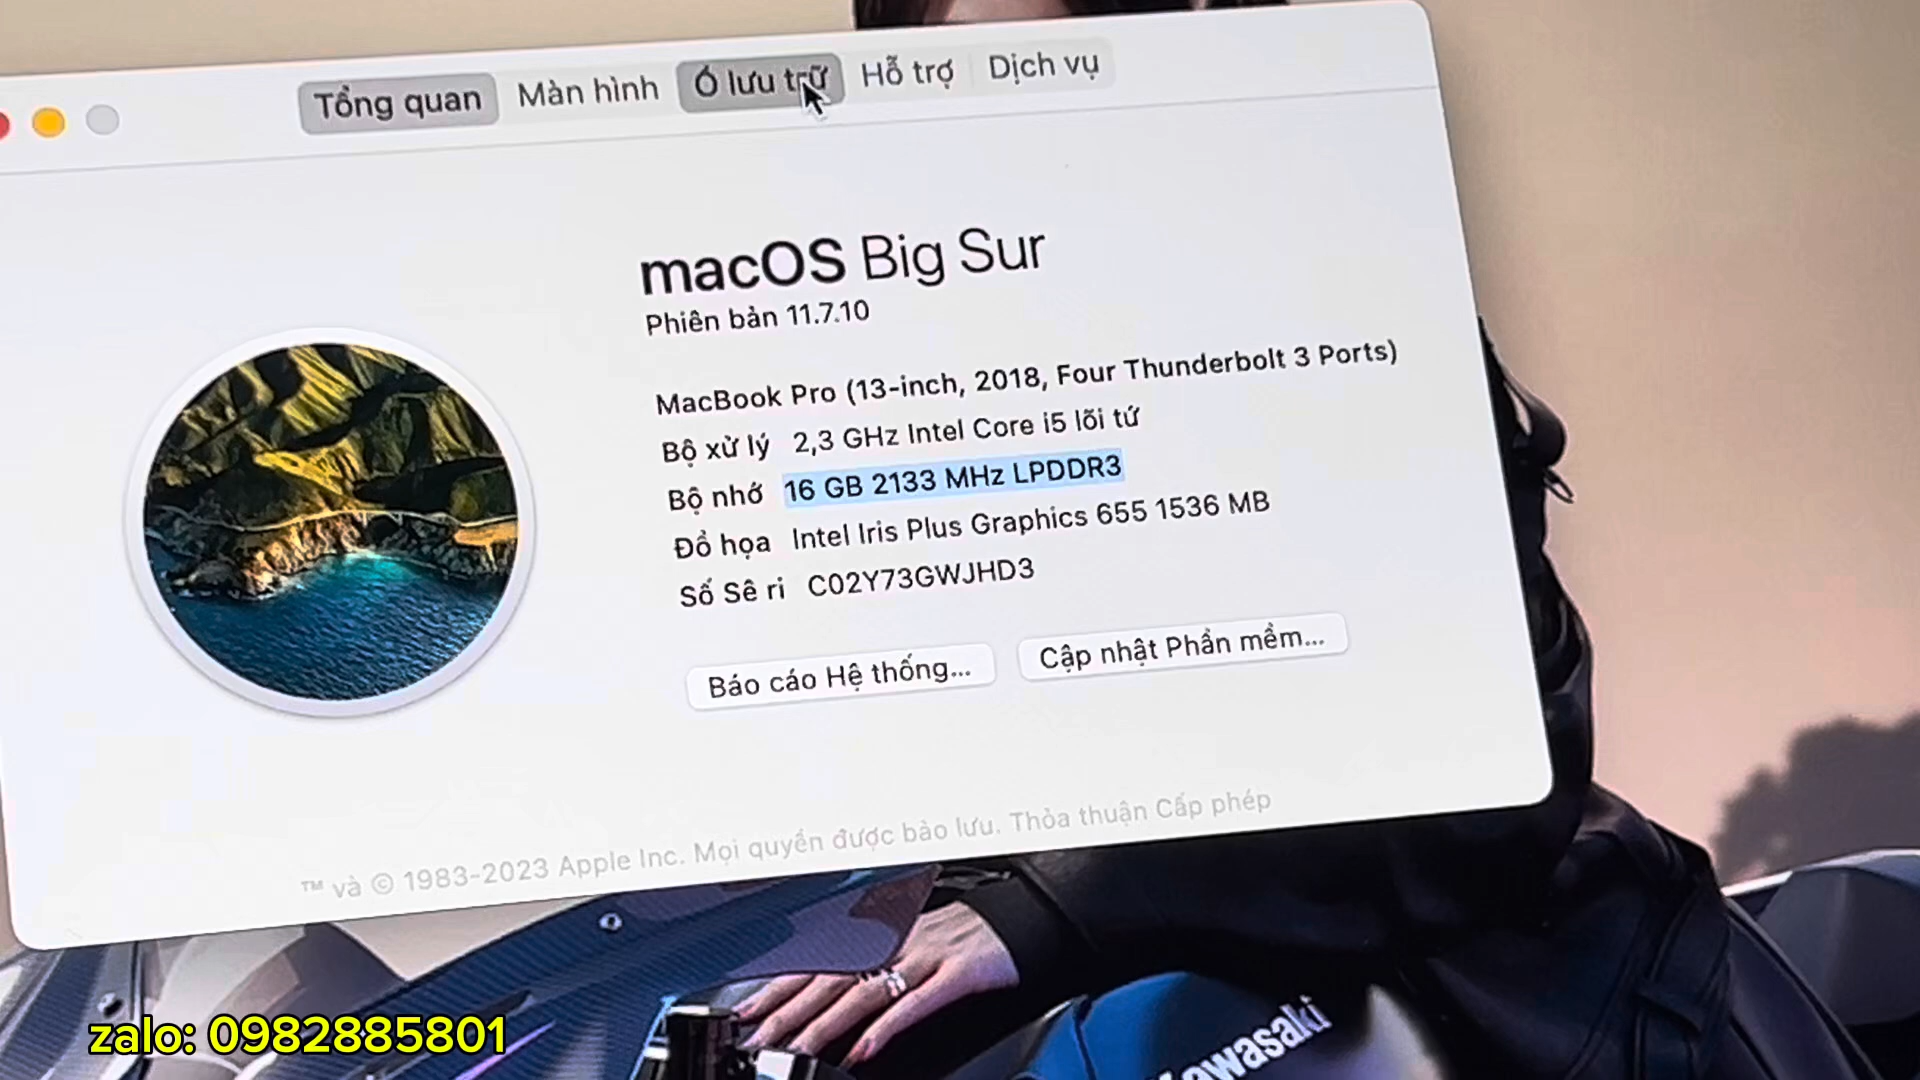 Tổng quan Màn hình Ổ lưu trữ Hỗ trợ Dịch vụ
macOS Big Sur
Phiên bản 11.7.10
MacBook Pro (13-inch, 2018, Four Thunderbolt 3 Ports)
Bộ xử lý 2,3 GHz Intel Core i5 lõi tứ
Bộ nhớ 16 GB 2133 MHz LPDDR3
Đồ họa Intel Iris Plus Graphics 655 1536 MB
Số Sê ri C02Y73GWJHD3
Báo cáo Hệ thống... Cập nhật Phần mềm...
™ và © 1983-2023 Apple Inc. Mọi quyền được bảo lưu. Thỏa thuận Cấp phép
Kawasaki
zalo: 0982885801